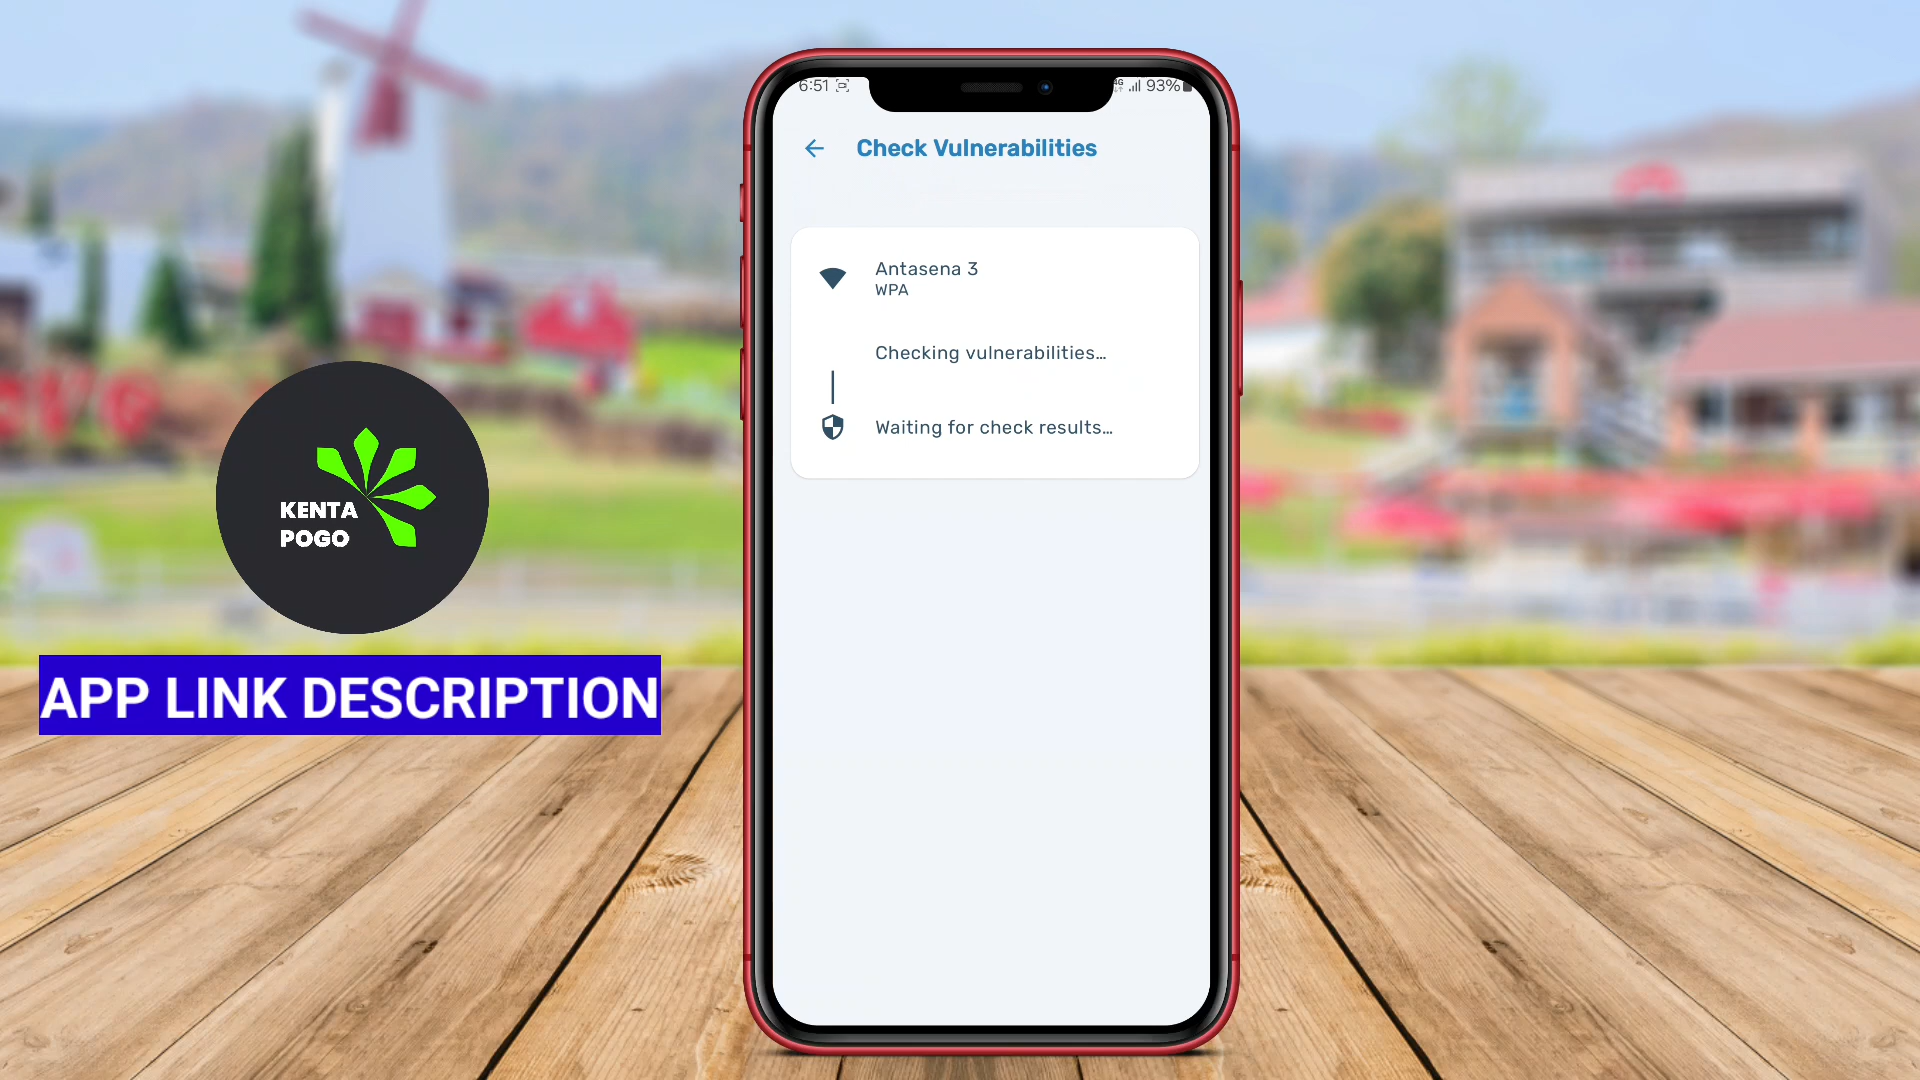 6:51
4G 93%
Check Vulnerabilities
Antasena 3
WPA
Checking vulnerabilities...
Waiting for check results...
KENTA
POGO
APP LINK DESCRIPTION